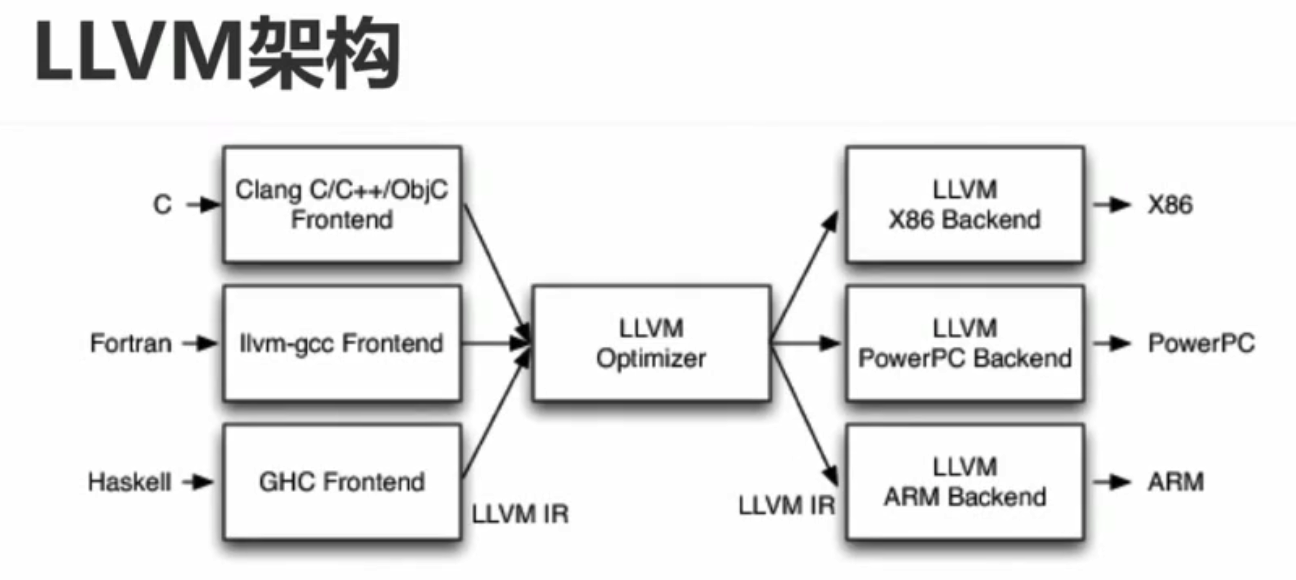 LLVM架构
C
Clang C/C++/ObjC
Frontend
LLVM
X86 Backend
X86
Fortran
llvm-gcc Frontend
LLVM
Optimizer
LLVM
PowerPC Backend
PowerPC
Haskell
GHC Frontend
LLVM IR
LLVM IR
LLVM
ARM Backend
ARM